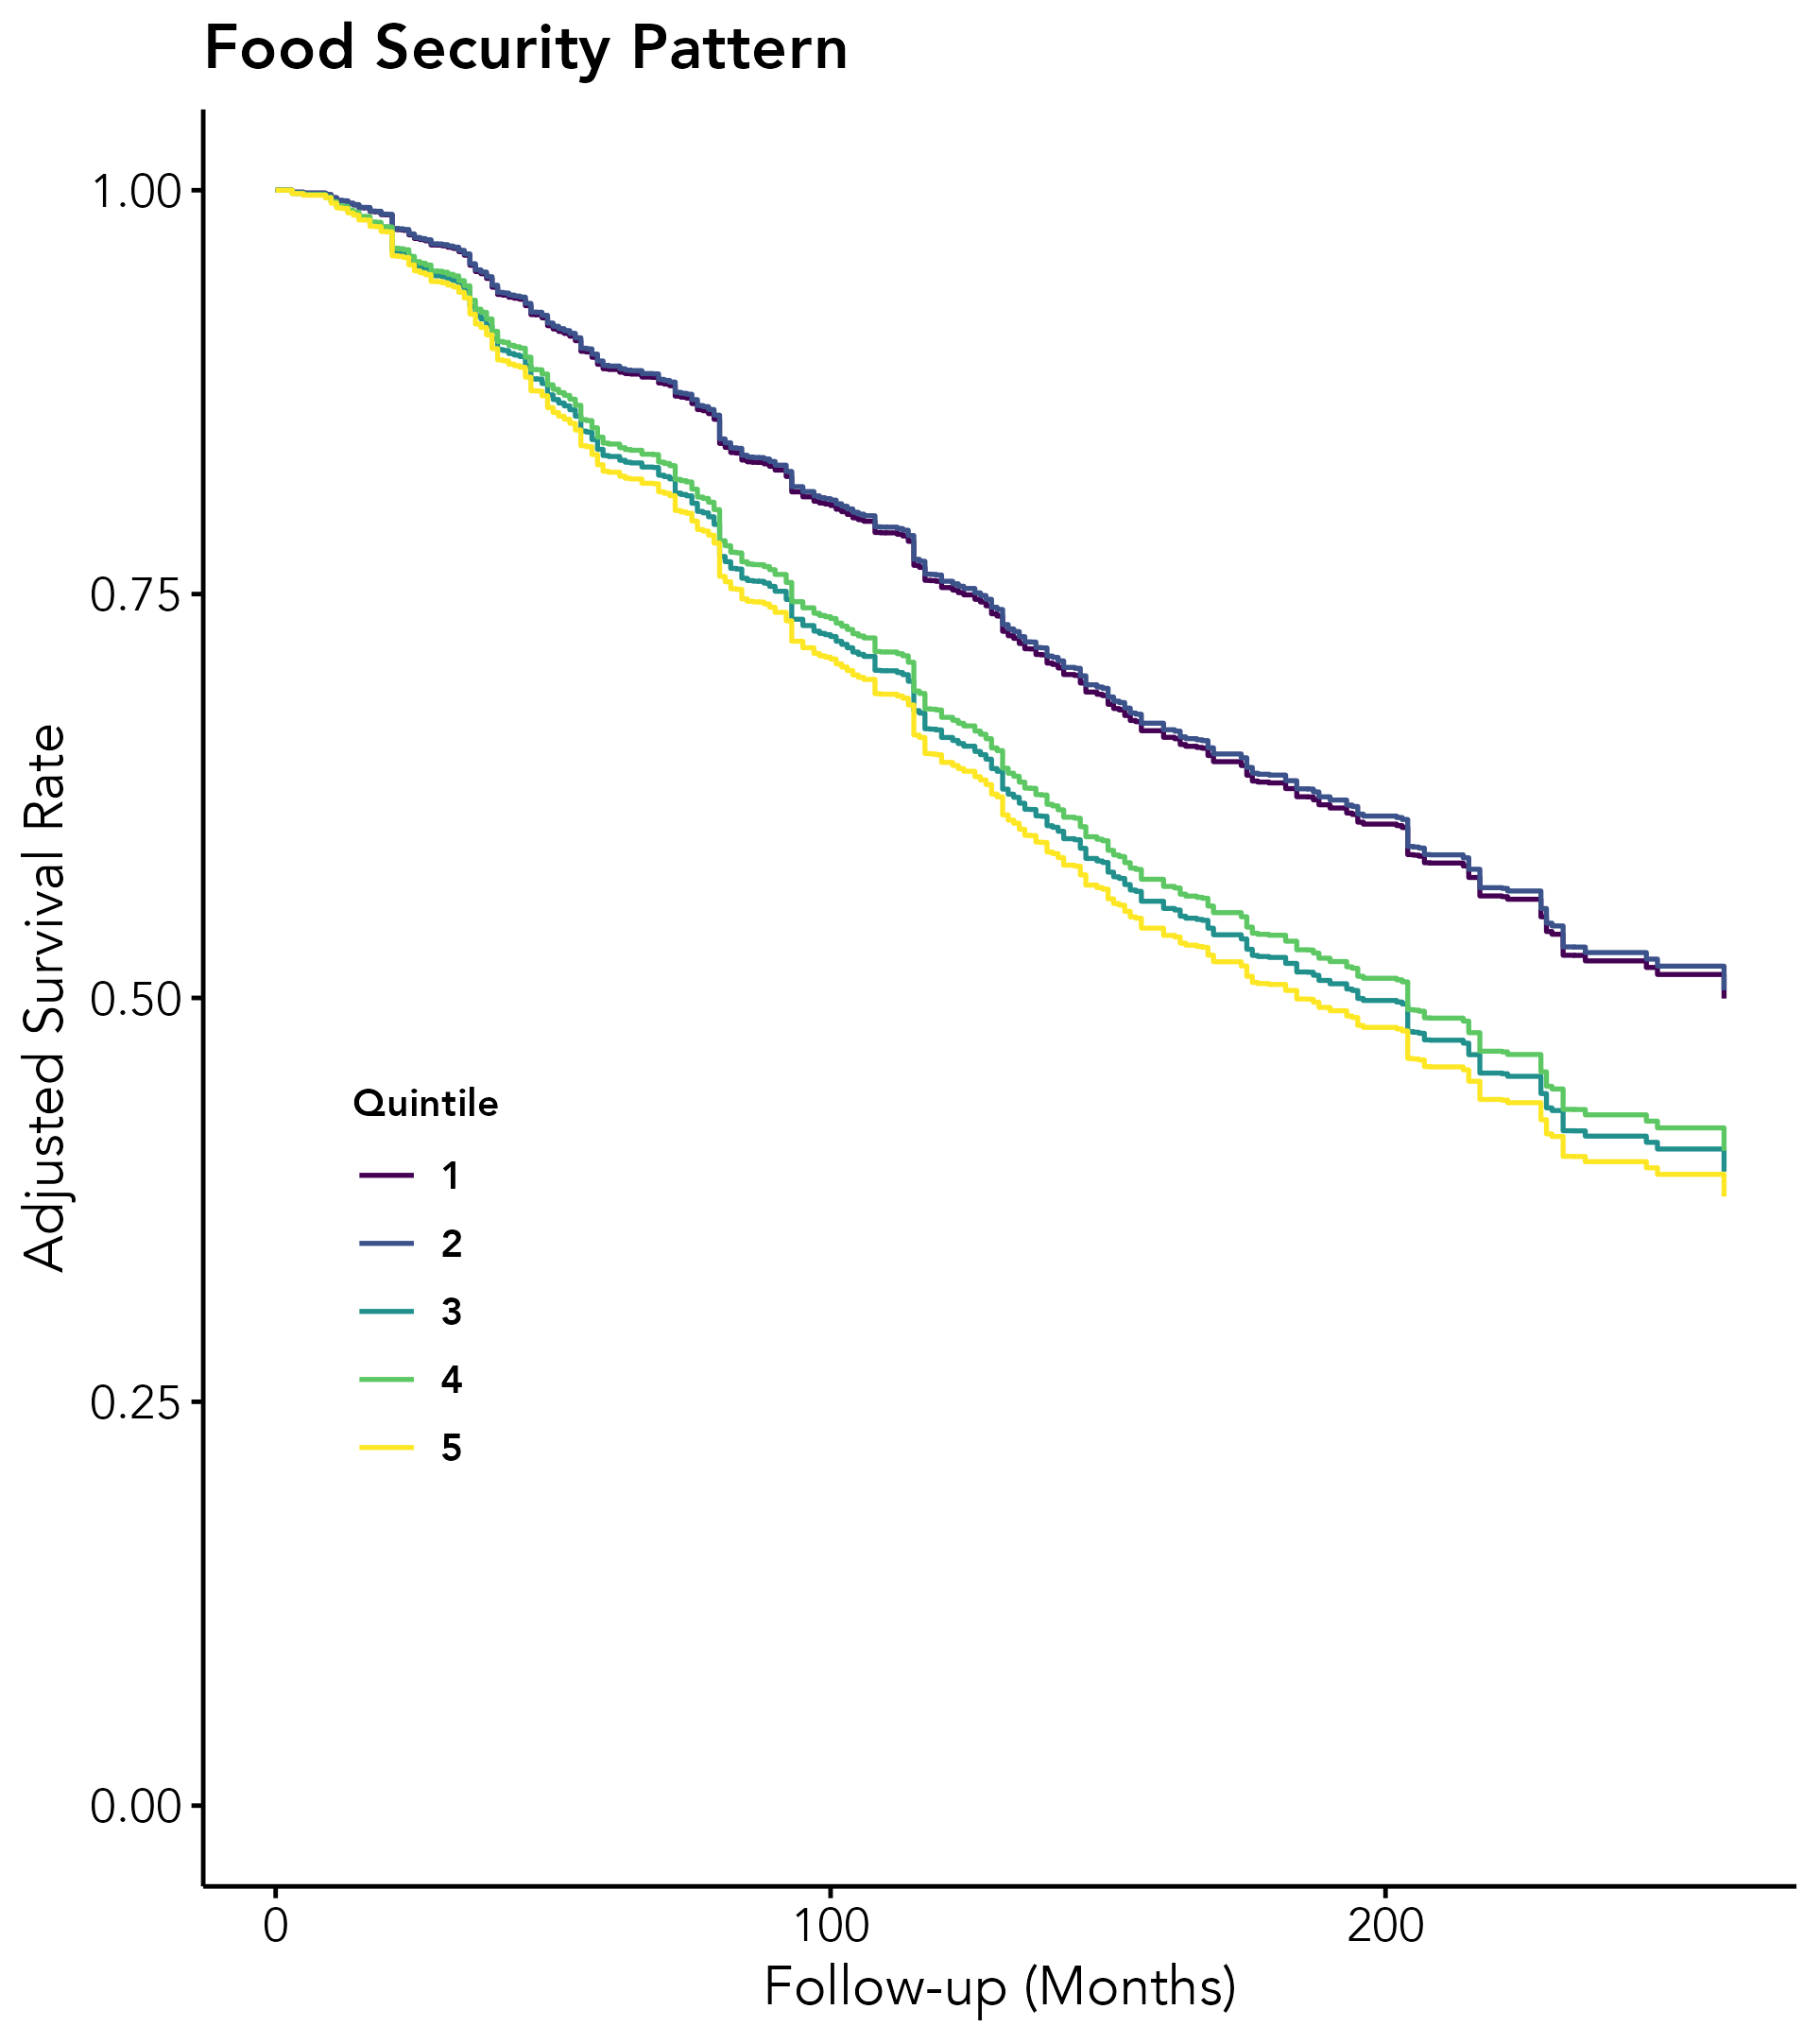 Food Security Pattern
Adjusted Survival Rate
1.00
0.75
0.50
0.25
0.00
Quintile
1
2
3
4
5
0 100 200
Follow-up (Months)